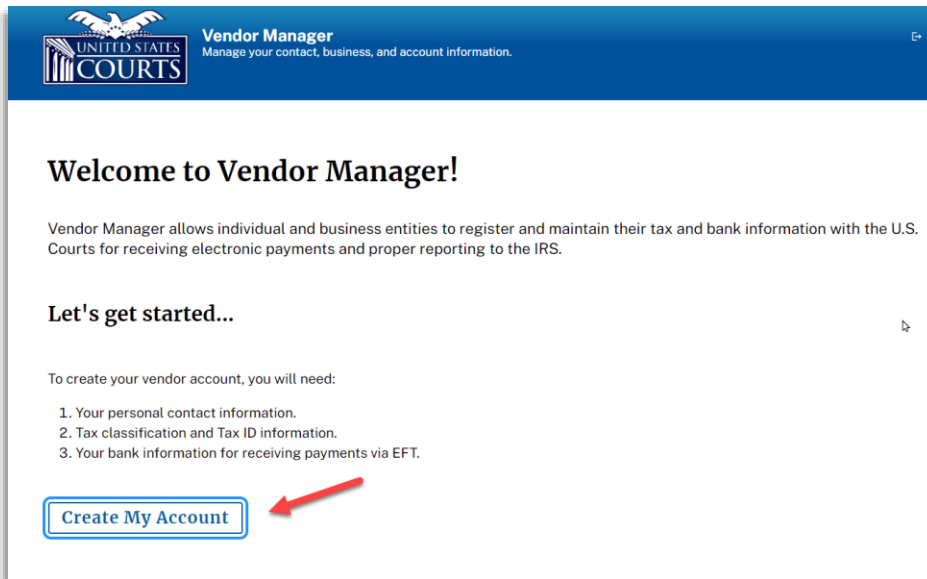 UNITED STATES
COURTS
Vendor Manager
Manage your contact, business, and account information.
Welcome to Vendor Manager!
Vendor Manager allows individual and business entities to register and maintain their tax and bank information with the U.S.
Courts for receiving electronic payments and proper reporting to the IRS.
Let's get started...
To create your vendor account, you will need:
1. Your personal contact information.
2. Tax classification and Tax ID information.
3. Your bank information for receiving payments via EFT.
Create My Account